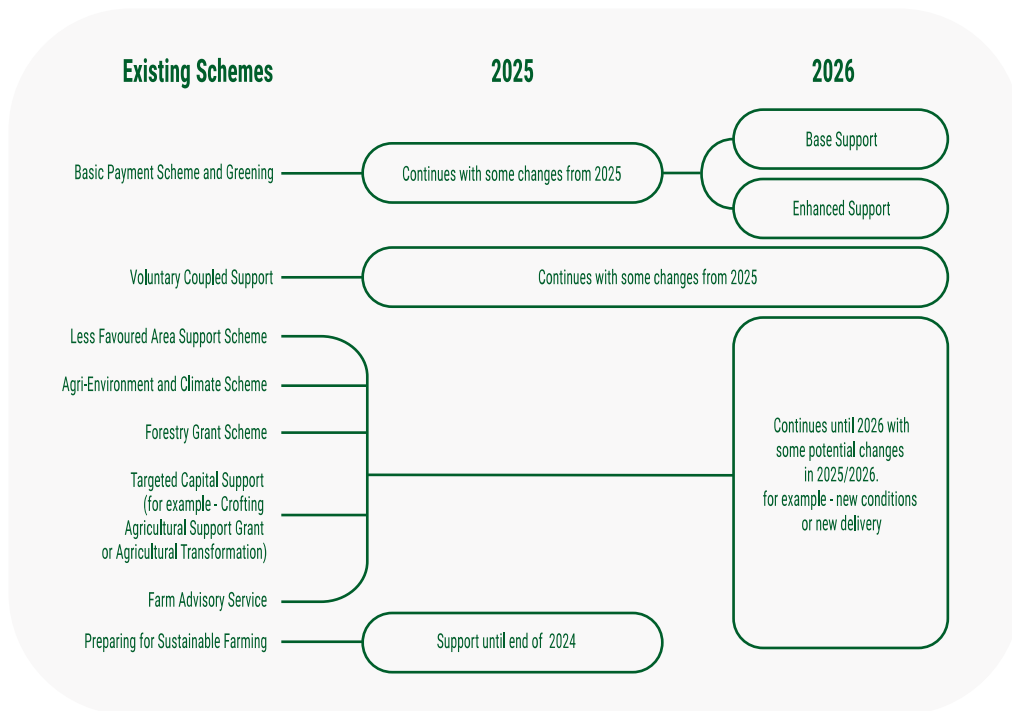 Existing Schemes
2025
2026
Basic Payment Scheme and Greening
Continues with some changes from 2025
Base Support
Enhanced Support
Voluntary Coupled Support
Continues with some changes from 2025
Less Favoured Area Support Scheme
Agri-Environment and Climate Scheme
Forestry Grant Scheme
Targeted Capital Support
(for example - Crofting
Agricultural Support Grant
or Agricultural Transformation)
Farm Advisory Service
Continues until 2026 with
some potential changes
in 2025/2026.
for example - new conditions
or new delivery
Preparing for Sustainable Farming
Support until end of 2024